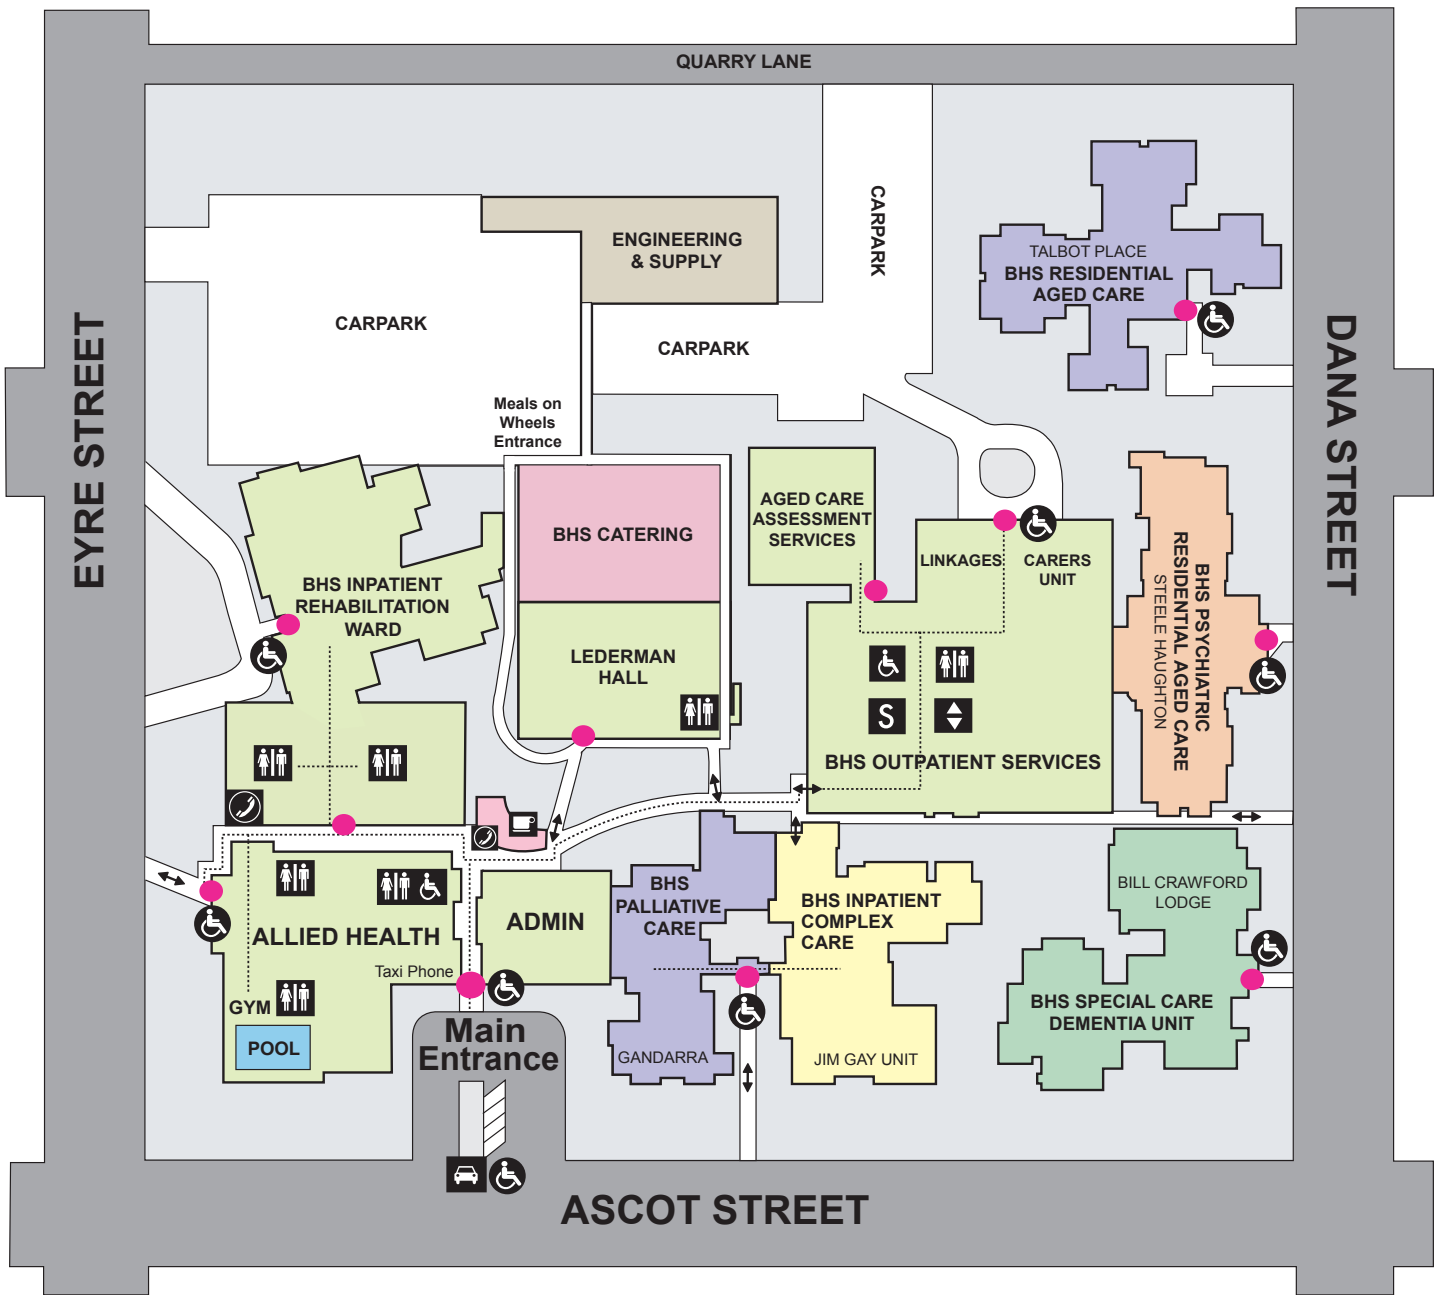 QUARRY LANE
EYRE STREET
DANA STREET
ASCOT STREET
CARPARK
ENGINEERING
& SUPPLY
CARPARK
CARPARK
TALBOT PLACE
BHS RESIDENTIAL
AGED CARE
Meals on
Wheels
Entrance
BHS CATERING
AGED CARE
ASSESSMENT
SERVICES
LINKAGES
CARERS
UNIT
BHS PSYCHIATRIC
RESIDENTIAL AGED CARE
STEELE HAUGHTON
BHS INPATIENT
REHABILITATION
WARD
LEDERMAN
HALL
S
BHS OUTPATIENT SERVICES
BHS
PALLIATIVE
CARE
GANDARRA
BHS INPATIENT
COMPLEX
CARE
JIM GAY UNIT
BILL CRAWFORD
LODGE
BHS SPECIAL CARE
DEMENTIA UNIT
ALLIED HEALTH
ADMIN
Taxi Phone
GYM
POOL
Main
Entrance